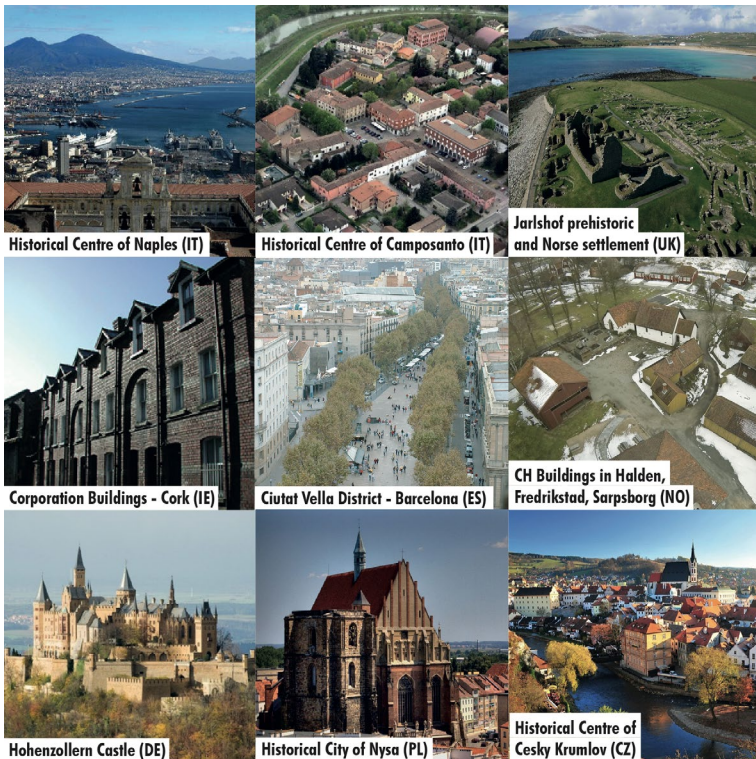 Historical Centre of Naples (IT)
Historical Centre of Camposanto (IT)
Jarlshof prehistoric
and Norse settlement (UK)
Corporation Buildings - Cork (IE)
Ciutat Vella District - Barcelona (ES)
CH Buildings in Halden,
Fredrikstad, Sarpsborg (NO)
Hohenzollern Castle (DE)
Historical City of Nysa (PL)
Historical Centre of
Cesky Krumlov (CZ)